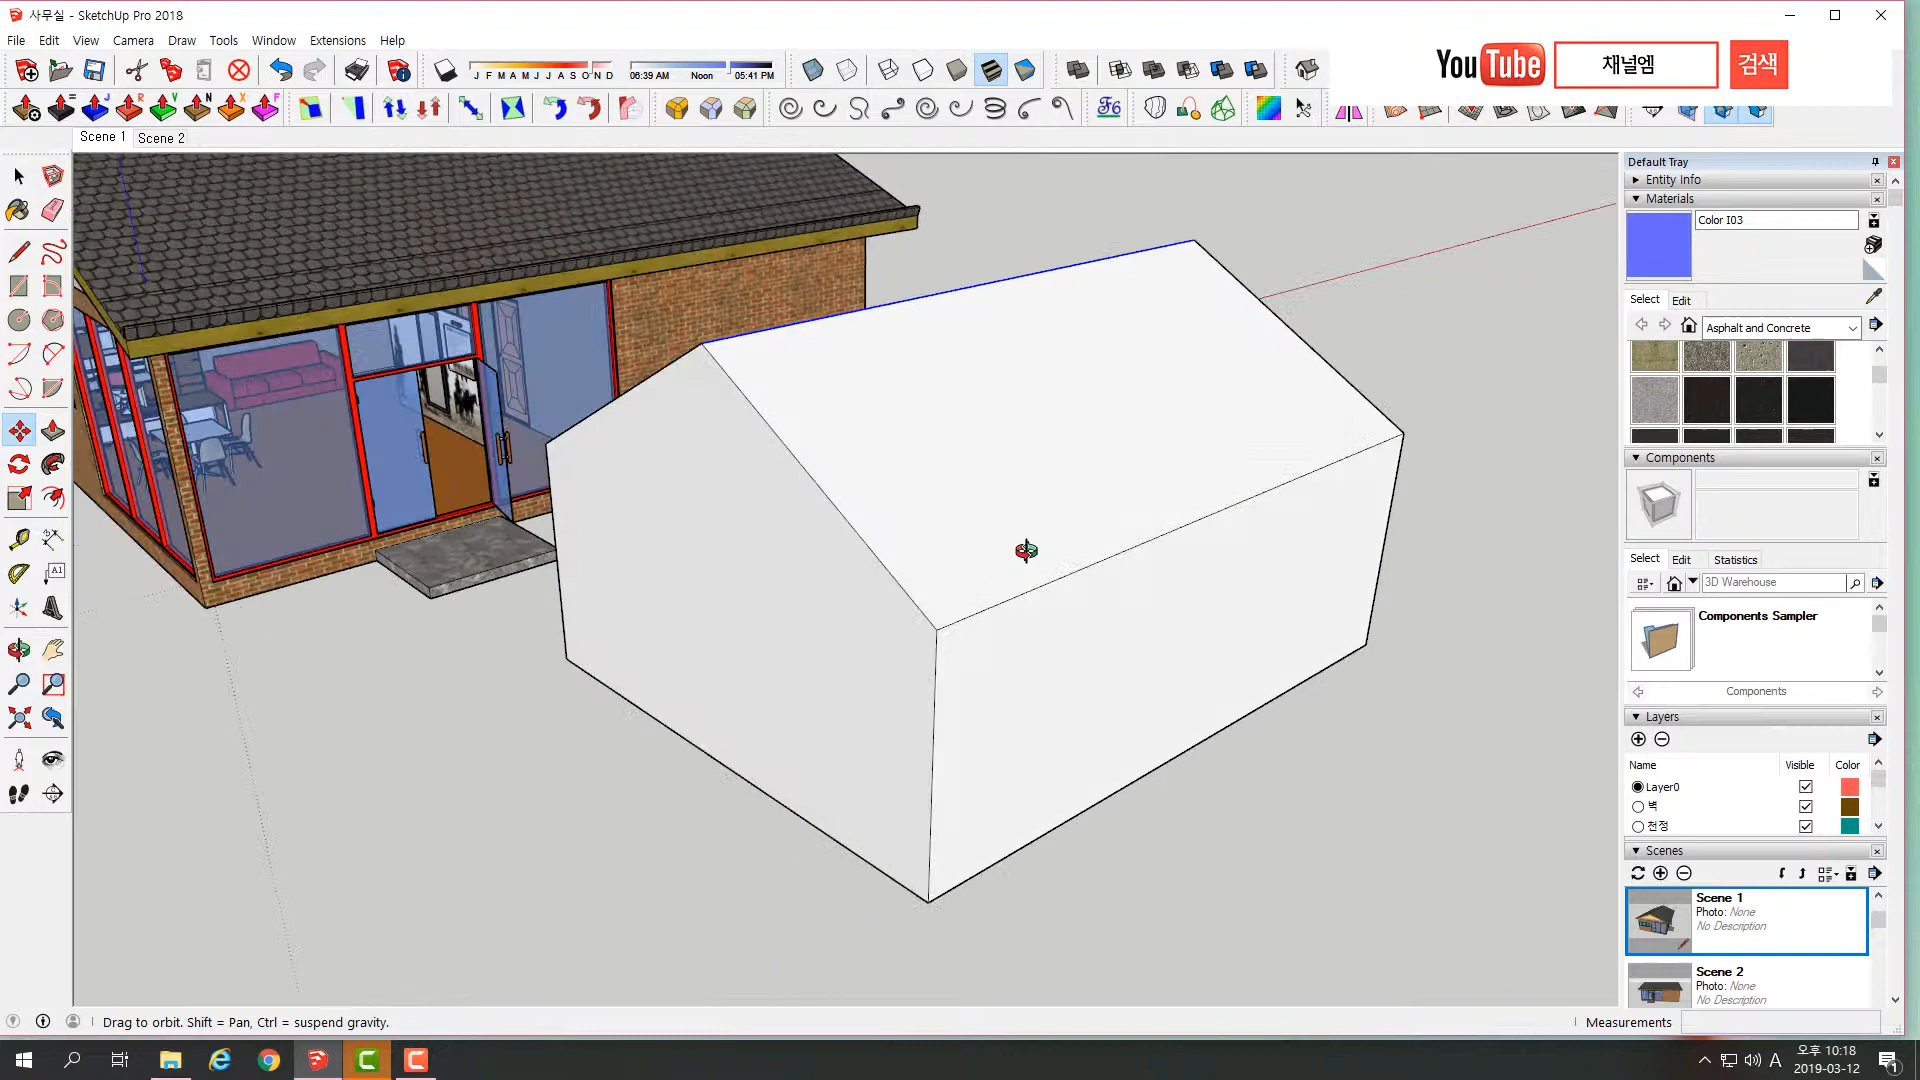 사무실 - SketchUp Pro 2018
File Edit View Camera Draw Tools Window Extensions Help
J F M A M J J A S O N D
06:39 AM Noon 05:41 PM
YouTube 채널엠 검색
Scene 1 Scene 2
Default Tray
Entity Info
Materials
Color I03
Select Edit
Asphalt and Concrete
Components
Select Edit Statistics
3D Warehouse
Components Sampler
Components
Layers
Name Visible Color
Layer0
벽
천정
Scenes
Scene 1
Photo: None
No Description
Scene 2
Photo: None
No Description
Drag to orbit. Shift = Pan, Ctrl = suspend gravity.
Measurements
A 오후 10:18
2019-03-12
1